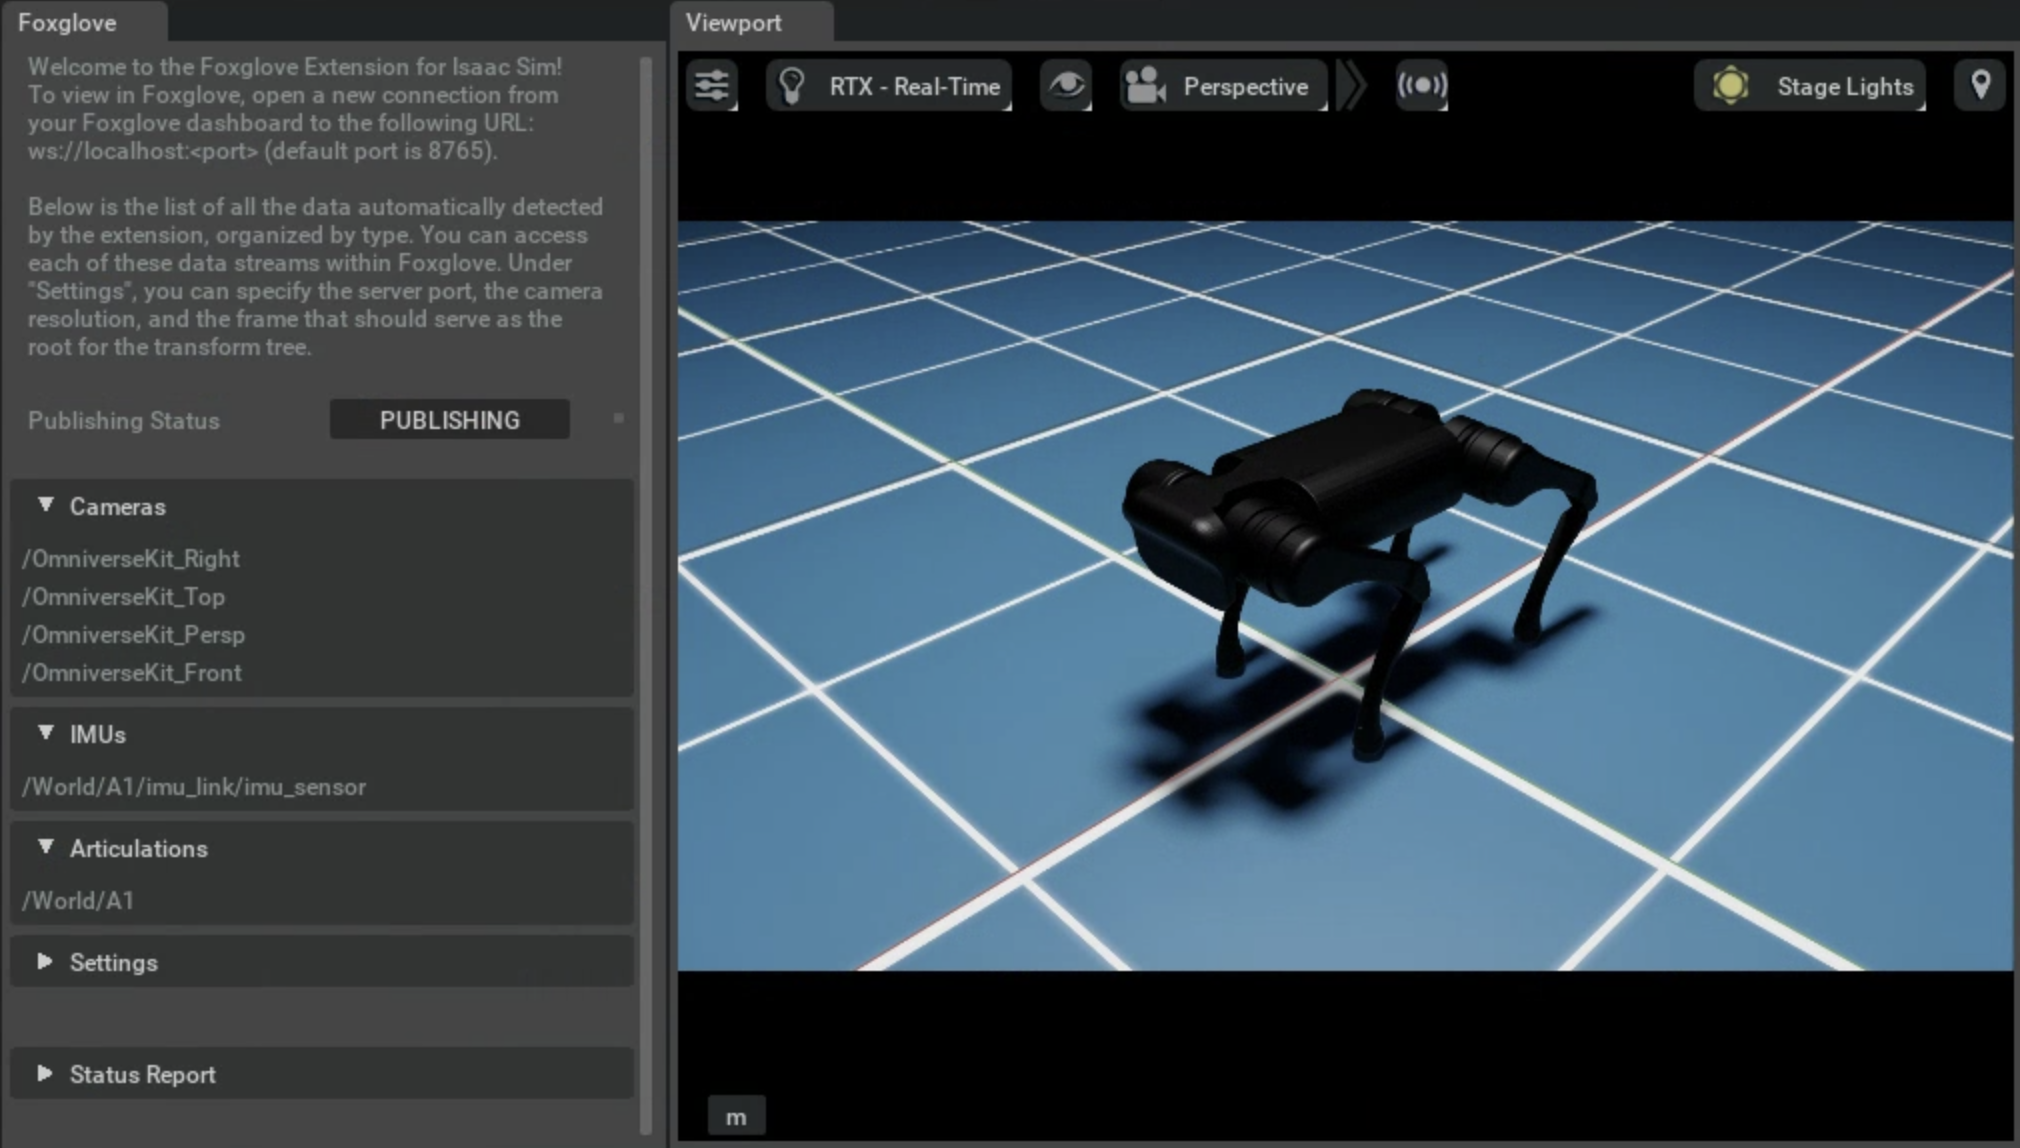 Foxglove
Welcome to the Foxglove Extension for Isaac Sim!
To view in Foxglove, open a new connection from
your Foxglove dashboard to the following URL:
ws://localhost:<port> (default port is 8765).
Below is the list of all the data automatically detected
by the extension, organized by type. You can access
each of these data streams within Foxglove. Under
"Settings", you can specify the server port, the camera
resolution, and the frame that should serve as the
root for the transform tree.
Publishing Status PUBLISHING
Cameras
/OmniverseKit_Right
/OmniverseKit_Top
/OmniverseKit_Persp
/OmniverseKit_Front
IMUs
/World/A1/imu_link/imu_sensor
Articulations
/World/A1
Settings
Status Report
Viewport
RTX - Real-Time Perspective Stage Lights
m